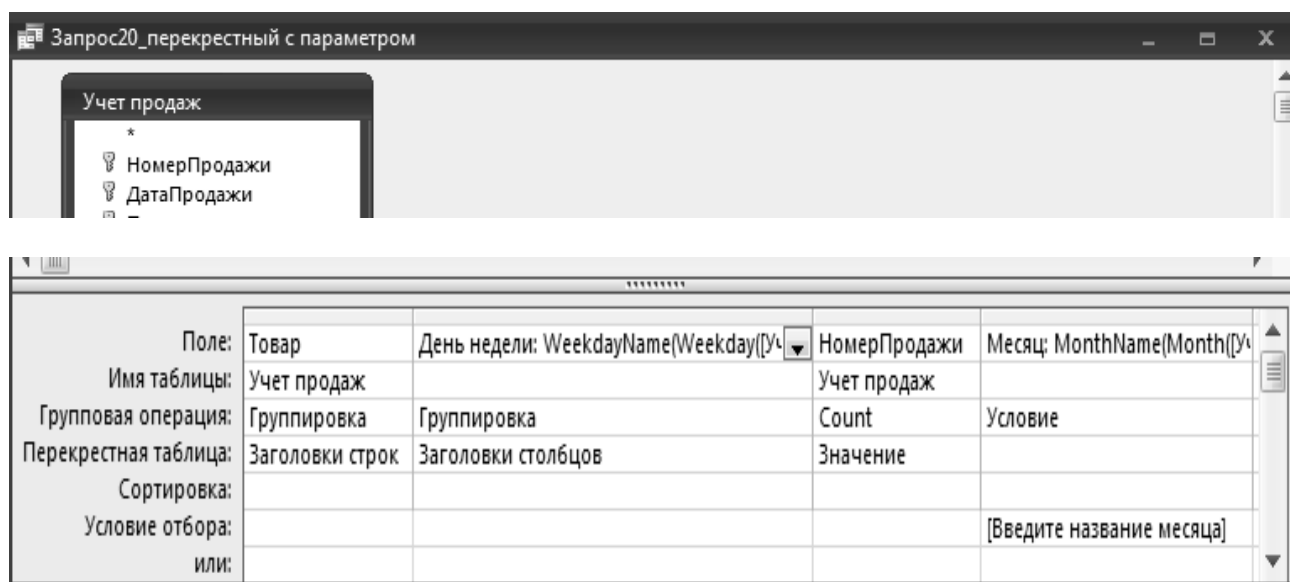 Запрос20_перекрестный с параметром
Учет продаж
*
НомерПродажи
ДатаПродажи
Поле: Товар День недели: WeekdayName(Weekday([Уч НомерПродажи Месяц: MonthName(Month([Уч
Имя таблицы: Учет продаж Учет продаж
Групповая операция: Группировка Группировка Count Условие
Перекрестная таблица: Заголовки строк Заголовки столбцов Значение
Сортировка:
Условие отбора: [Введите название месяца]
или: